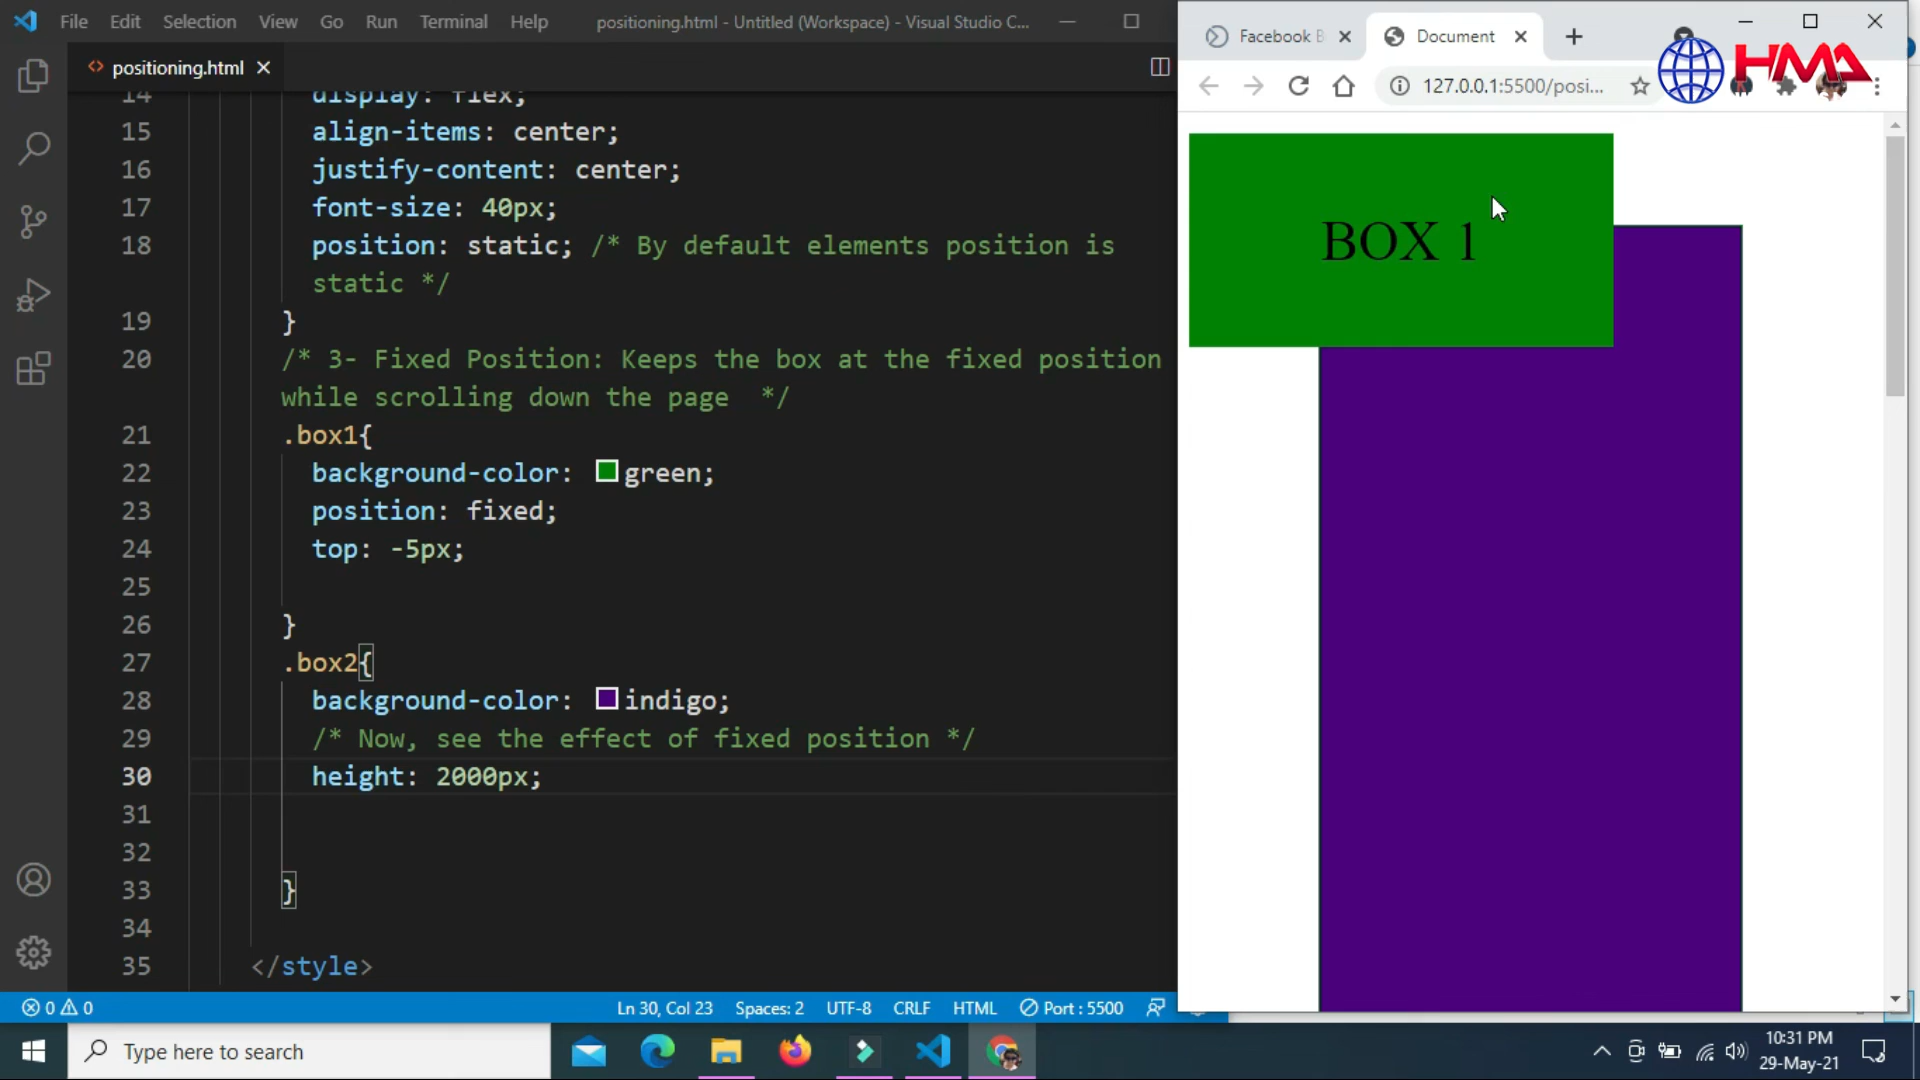 File Edit Selection View Go Run Terminal Help positioning.html - Untitled (Workspace) - Visual Studio C...
positioning.html
14 display: flex;
15 align-items: center;
16 justify-content: center;
17 font-size: 40px;
18 position: static; /* By default elements position is
static */
19 }
20 /* 3- Fixed Position: Keeps the box at the fixed position
while scrolling down the page */
21 .box1{
22 background-color: green;
23 position: fixed;
24 top: -5px;
25
26 }
27 .box2{
28 background-color: indigo;
29 /* Now, see the effect of fixed position */
30 height: 2000px;
31
32
33 }
34
35 </style>
0 0 Ln 30, Col 23 Spaces: 2 UTF-8 CRLF HTML Port : 5500
Facebook B Document
127.0.0.1:5500/posi...
HMA
BOX 1
Type here to search
10:31 PM
29-May-21